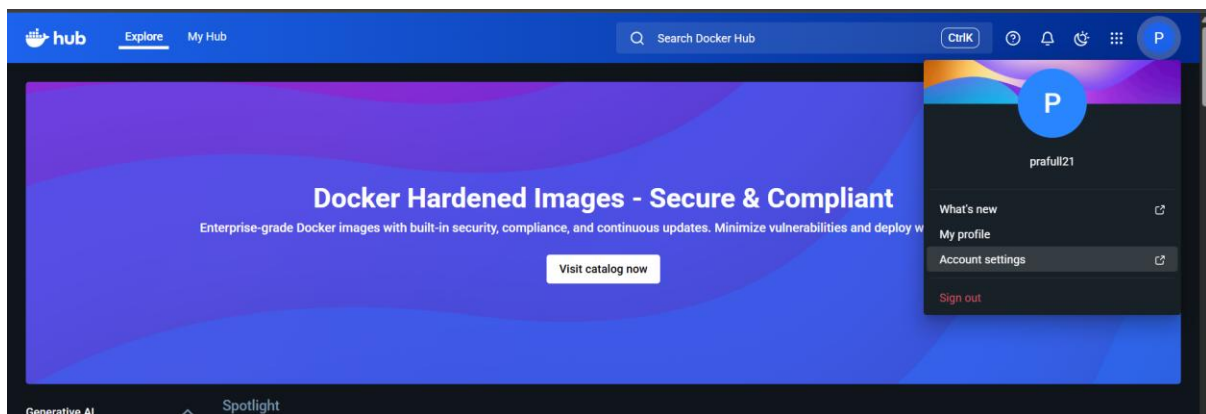 hub
Explore
My Hub
Search Docker Hub
CtrlK
P
P
prafull21
What's new
My profile
Account settings
Sign out
Docker Hardened Images - Secure & Compliant
Enterprise-grade Docker images with built-in security, compliance, and continuous updates. Minimize vulnerabilities and deploy w
Visit catalog now
Generative AI
Spotlight